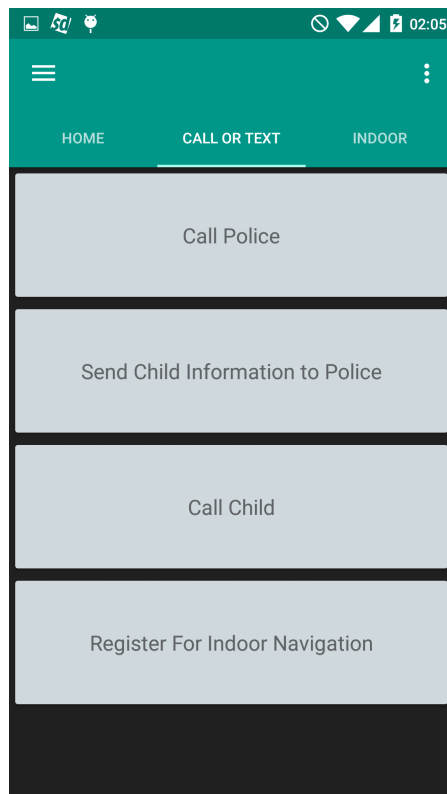 02:05
HOME CALL OR TEXT INDOOR
Call Police
Send Child Information to Police
Call Child
Register For Indoor Navigation